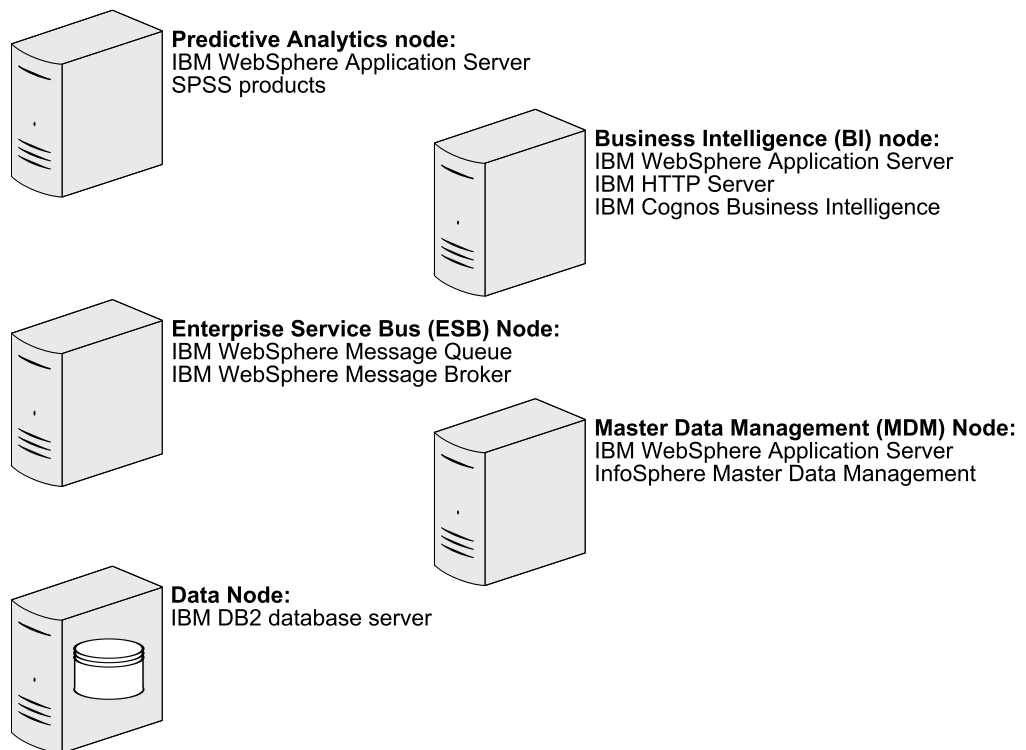 Predictive Analytics node:
IBM WebSphere Application Server
SPSS products
Business Intelligence (BI) node:
IBM WebSphere Application Server
IBM HTTP Server
IBM Cognos Business Intelligence
Enterprise Service Bus (ESB) Node:
IBM WebSphere Message Queue
IBM WebSphere Message Broker
Master Data Management (MDM) Node:
IBM WebSphere Application Server
InfoSphere Master Data Management
Data Node:
IBM DB2 database server